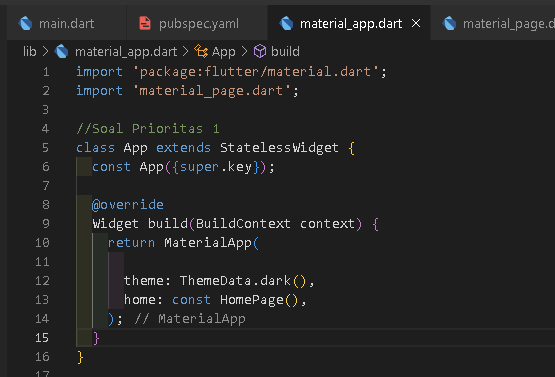 main.dart pubspec.yaml material_app.dart material_page.d
lib > material_app.dart > App > build
1 import 'package:flutter/material.dart';
2 import 'material_page.dart';
3
4 //Soal Prioritas 1
5 class App extends StatelessWidget {
6 const App({super.key});
7
8 @override
9 Widget build(BuildContext context) {
10 return MaterialApp(
11
12 theme: ThemeData.dark(),
13 home: const HomePage(),
14 ); // MaterialApp
15 }
16 }